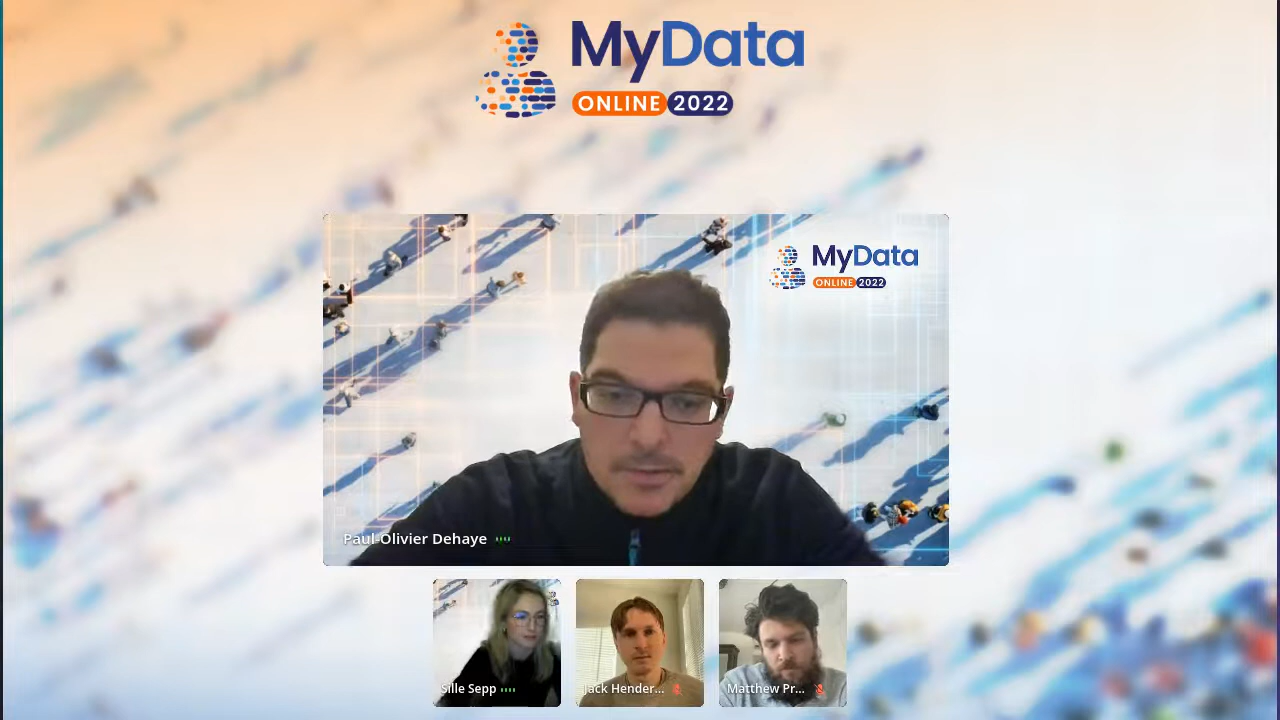 MyData
ONLINE 2022
MyData
ONLINE 2022
Paul-Olivier Dehaye
Sille Sepp
Jack Hender...
Matthew Pr...